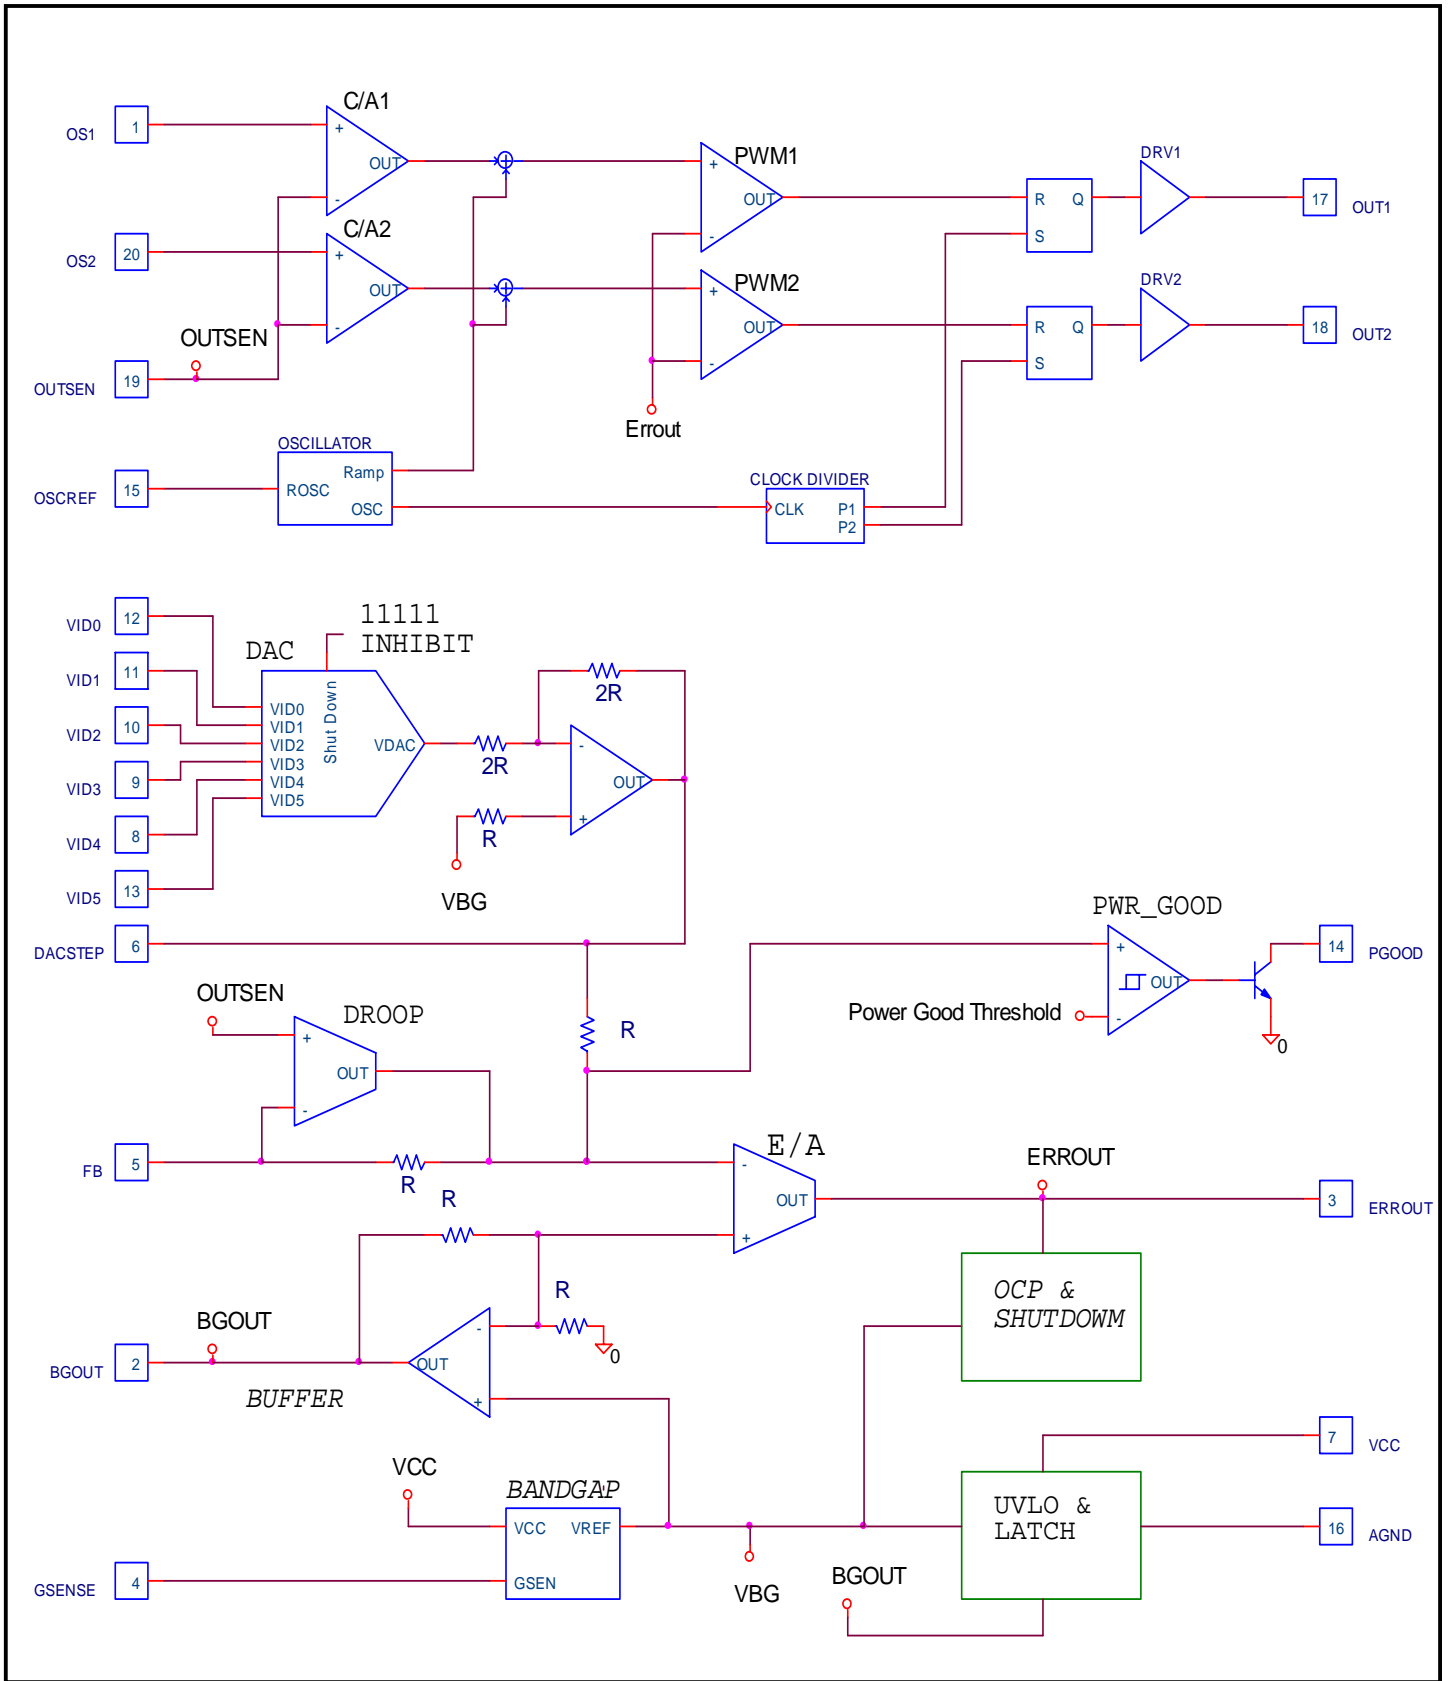 C/A1
OS1
1
+
OUT
-
PWM1
+
OUT
-
DRV1
R
Q
S
17
OUT1
C/A2
OS2
20
+
OUT
-
PWM2
+
OUT
-
DRV2
R
Q
S
18
OUT2
OUTSEN
OUTSEN
19
Errout
OSCILLATOR
Ramp
ROSC
OSC
OSCREF
15
CLOCK DIVIDER
CLK
P1
P2
VID0
12
VID1
11
VID2
10
VID3
9
VID4
8
VID5
13
11111
INHIBIT
DAC
Shut Down
VID0
VID1
VID2
VID3
VID4
VID5
VDAC
2R
2R
-
OUT
+
R
VBG
DACSTEP
6
PWR_GOOD
+
OUT
-
14
PGOOD
Power Good Threshold
0
OUTSEN
DROOP
+
OUT
-
R
FB
5
R
R
E/A
-
OUT
+
ERROUT
3
ERROUT
OCP &
SHUTDOWM
R
0
BGOUT
BGOUT
2
-
OUT
+
BUFFER
7
VCC
VCC
BANDGAP
VCC
VREF
GSEN
GSENSE
4
VBG
UVLO &
LATCH
16
AGND
BGOUT